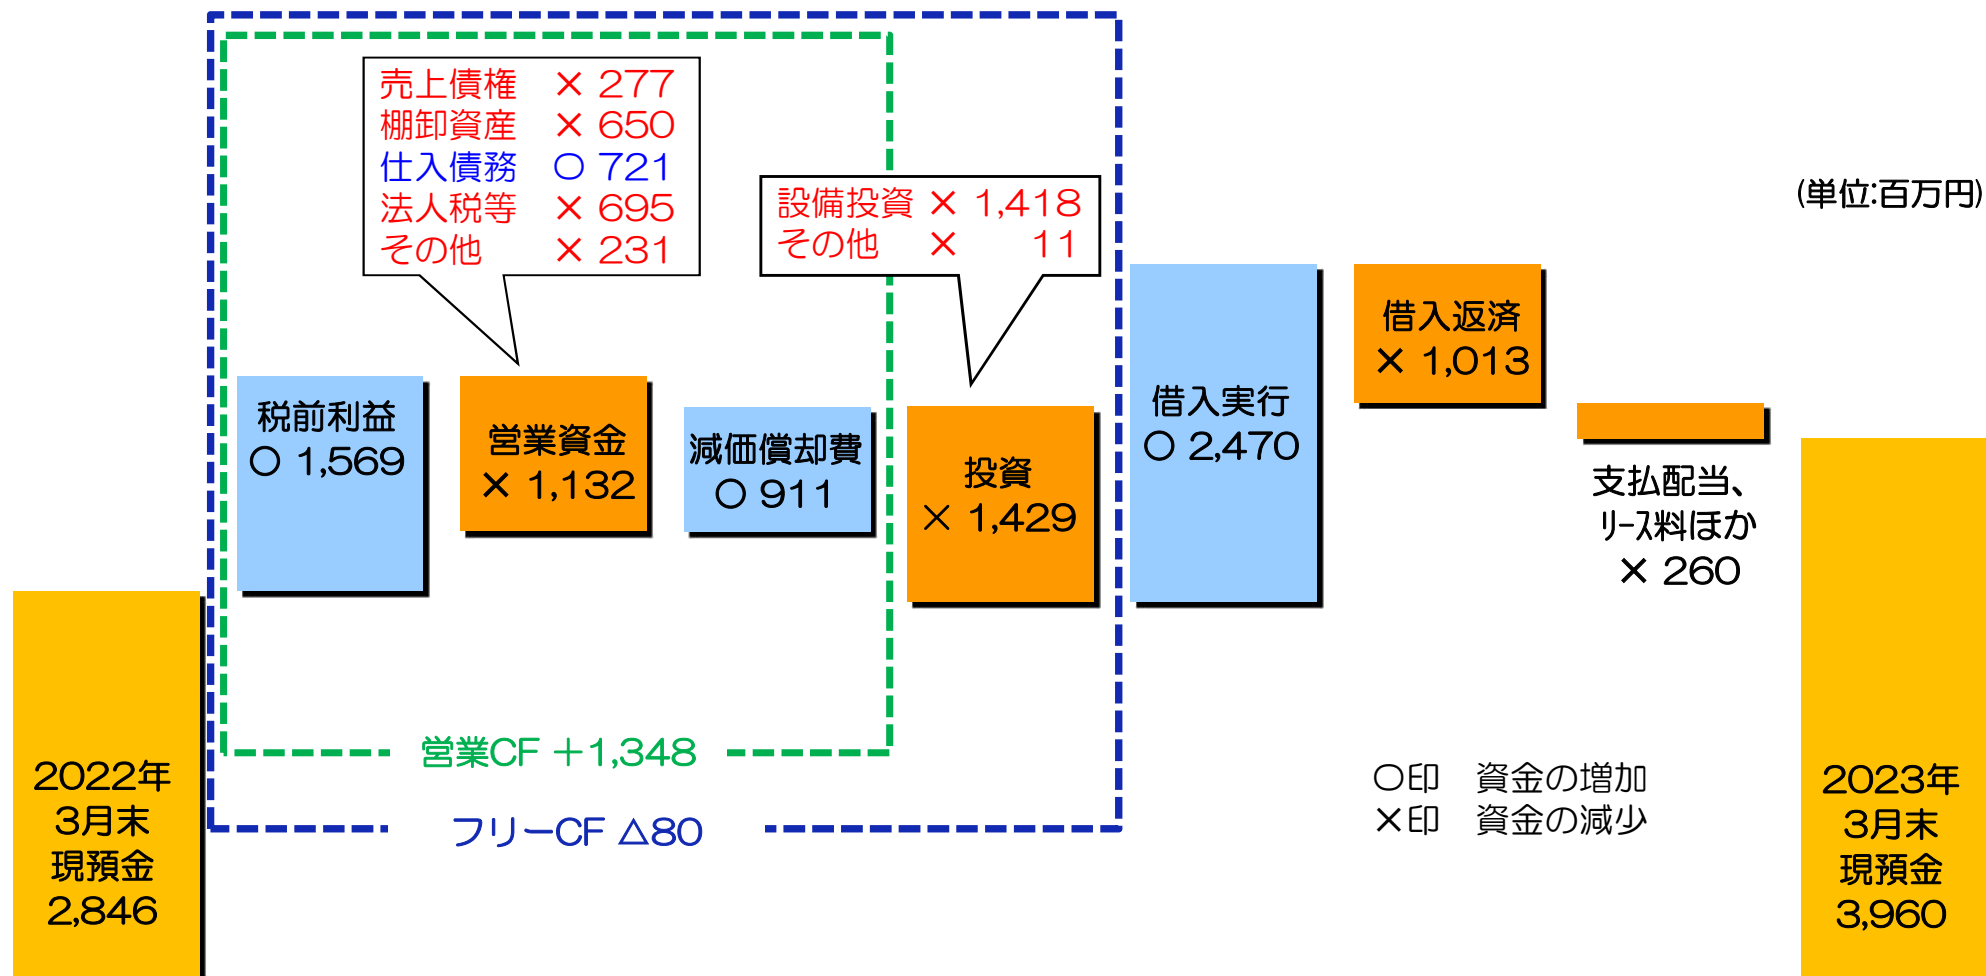 売上債権 × 277
棚卸資産 × 650
仕入債務 ○ 721
法人税等 × 695
その他 × 231
設備投資 × 1,418
その他 × 11
(単位:百万円)
税前利益
○ 1,569
営業資金
× 1,132
減価償却費
○ 911
投資
× 1,429
借入実行
○ 2,470
借入返済
× 1,013
支払配当、
リース料ほか
× 260
営業CF +1,348
フリーCF △80
2022年
3月末
現預金
2,846
○印 資金の増加
×印 資金の減少
2023年
3月末
現預金
3,960